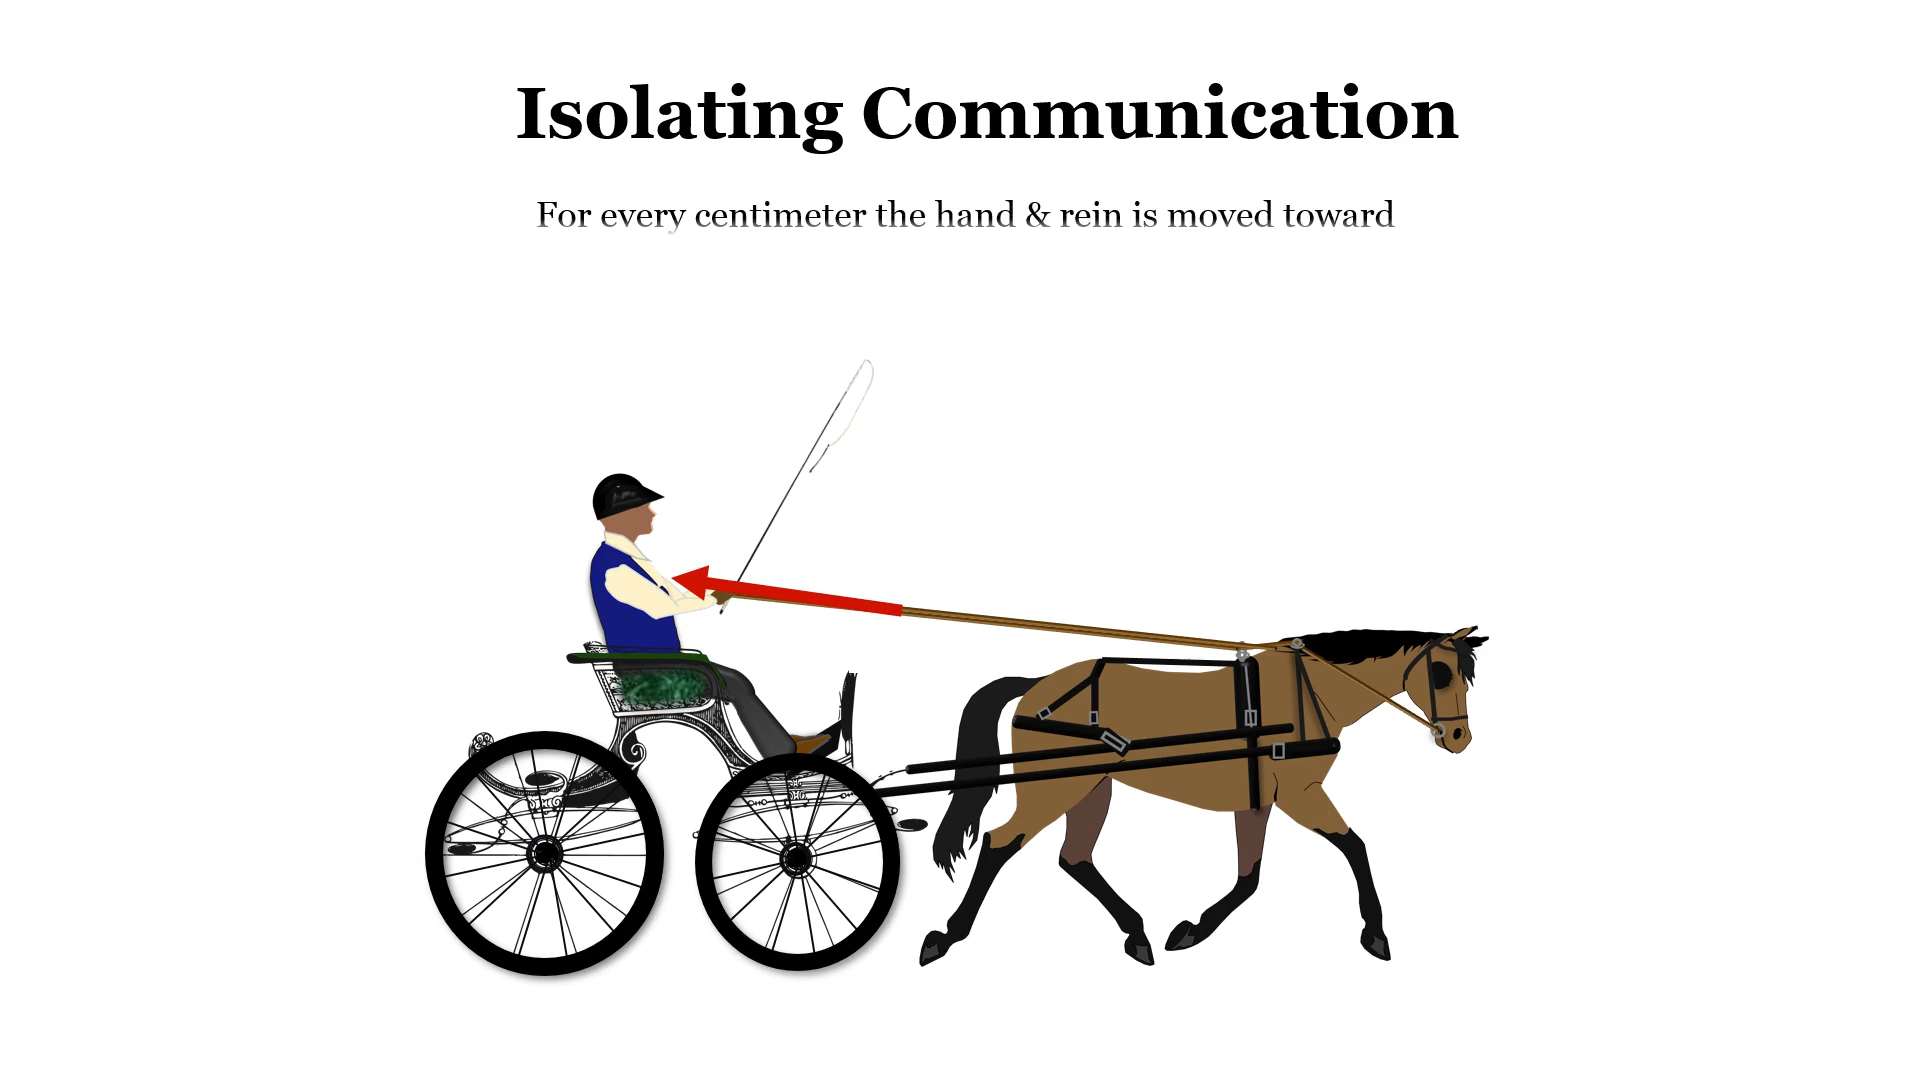 Isolating Communication
For every centimeter the hand & rein is moved toward